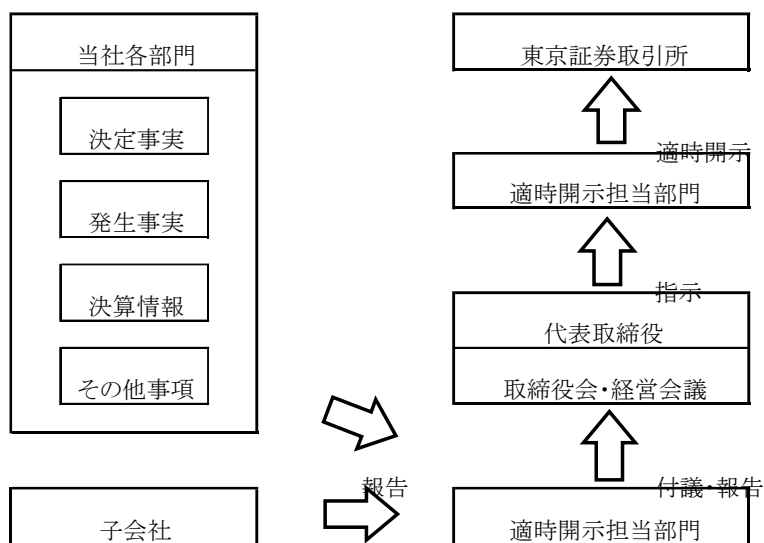 当社各部門
決定事実
発生事実
決算情報
その他事項
子会社
報告
東京証券取引所
適時開示
適時開示担当部門
指示
代表取締役
取締役会・経営会議
付議・報告
適時開示担当部門